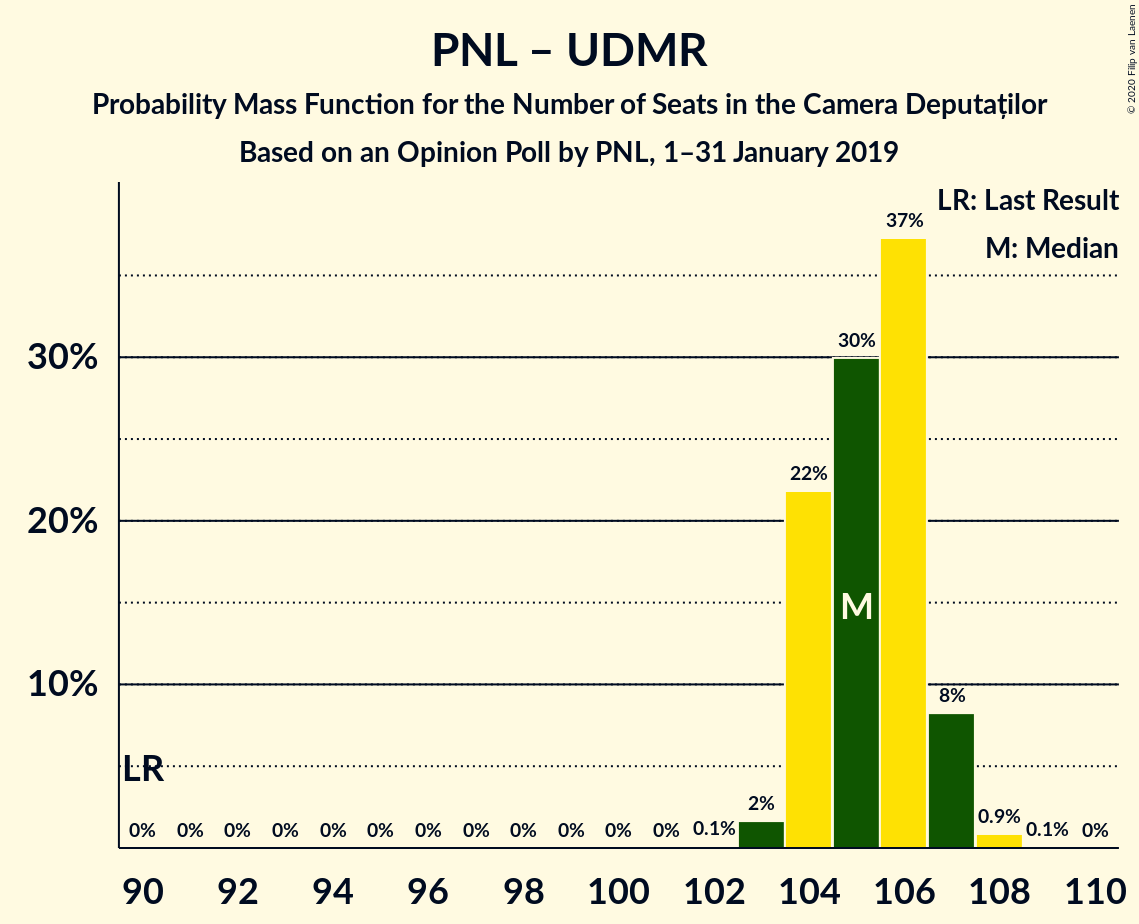 PNL – UDMR
Probability Mass Function for the Number of Seats in the Camera Deputaților
Based on an Opinion Poll by PNL, 1–31 January 2019
© 2020 Filip van Laenen
LR: Last Result
M: Median
37%
30%
30%
22%
20%
M
10%
8%
LR
2%
0% 0% 0% 0% 0% 0% 0% 0% 0% 0% 0% 0% 0.1% 0.9% 0.1% 0%
90 92 94 96 98 100 102 104 106 108 110